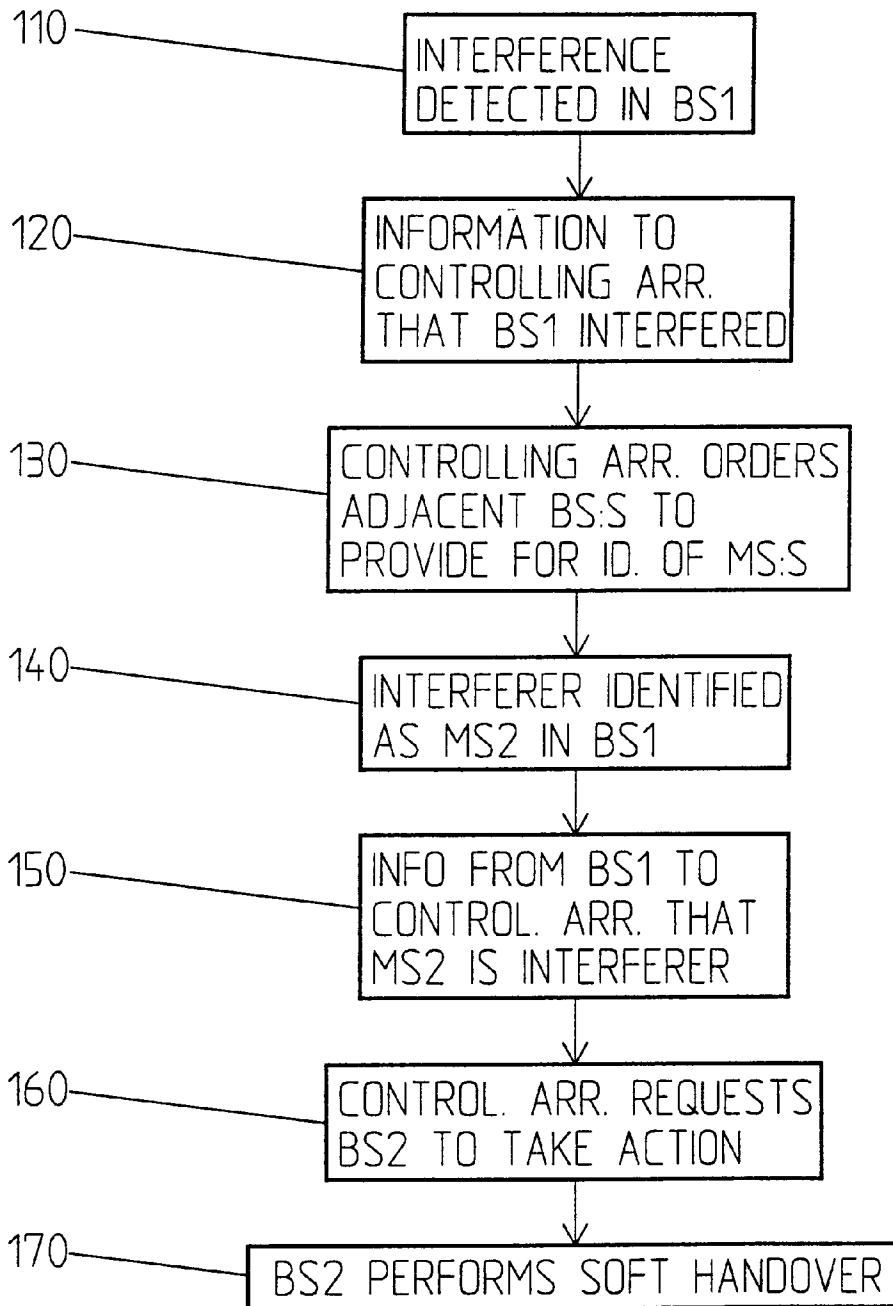 110
INTERFERENCE
DETECTED IN BS1
120
INFORMATION TO
CONTROLLING ARR.
THAT BS1 INTERFERED
130
CONTROLLING ARR. ORDERS
ADJACENT BS:S TO
PROVIDE FOR ID. OF MS:S
140
INTERFERER IDENTIFIED
AS MS2 IN BS1
150
INFO FROM BS1 TO
CONTROL. ARR. THAT
MS2 IS INTERFERER
160
CONTROL. ARR. REQUESTS
BS2 TO TAKE ACTION
170
BS2 PERFORMS SOFT HANDOVER